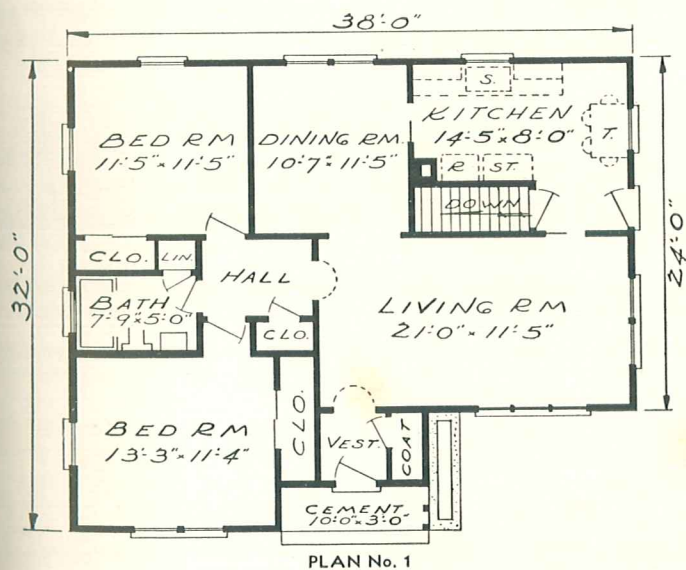 38'-0"
BED RM
11'-5" x 11'-5"
DINING RM.
10'-7" x 11'-5"
S.
KITCHEN
14'-5" x 8'-0"
T.
R
ST.
DOWN
CLO.
LIN.
HALL
BATH
7'-9" x 5'-0"
CLO.
LIVING RM
21'-0" x 11'-5"
32'-0"
24'-0"
BED RM
13'-3" x 11'-4"
CLO.
VEST.
COAT
CEMENT
10'-0" x 3'-0"
PLAN No. 1